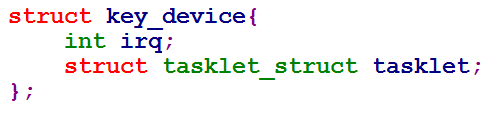 struct key_device{
    int irq;
    struct tasklet_struct tasklet;
};